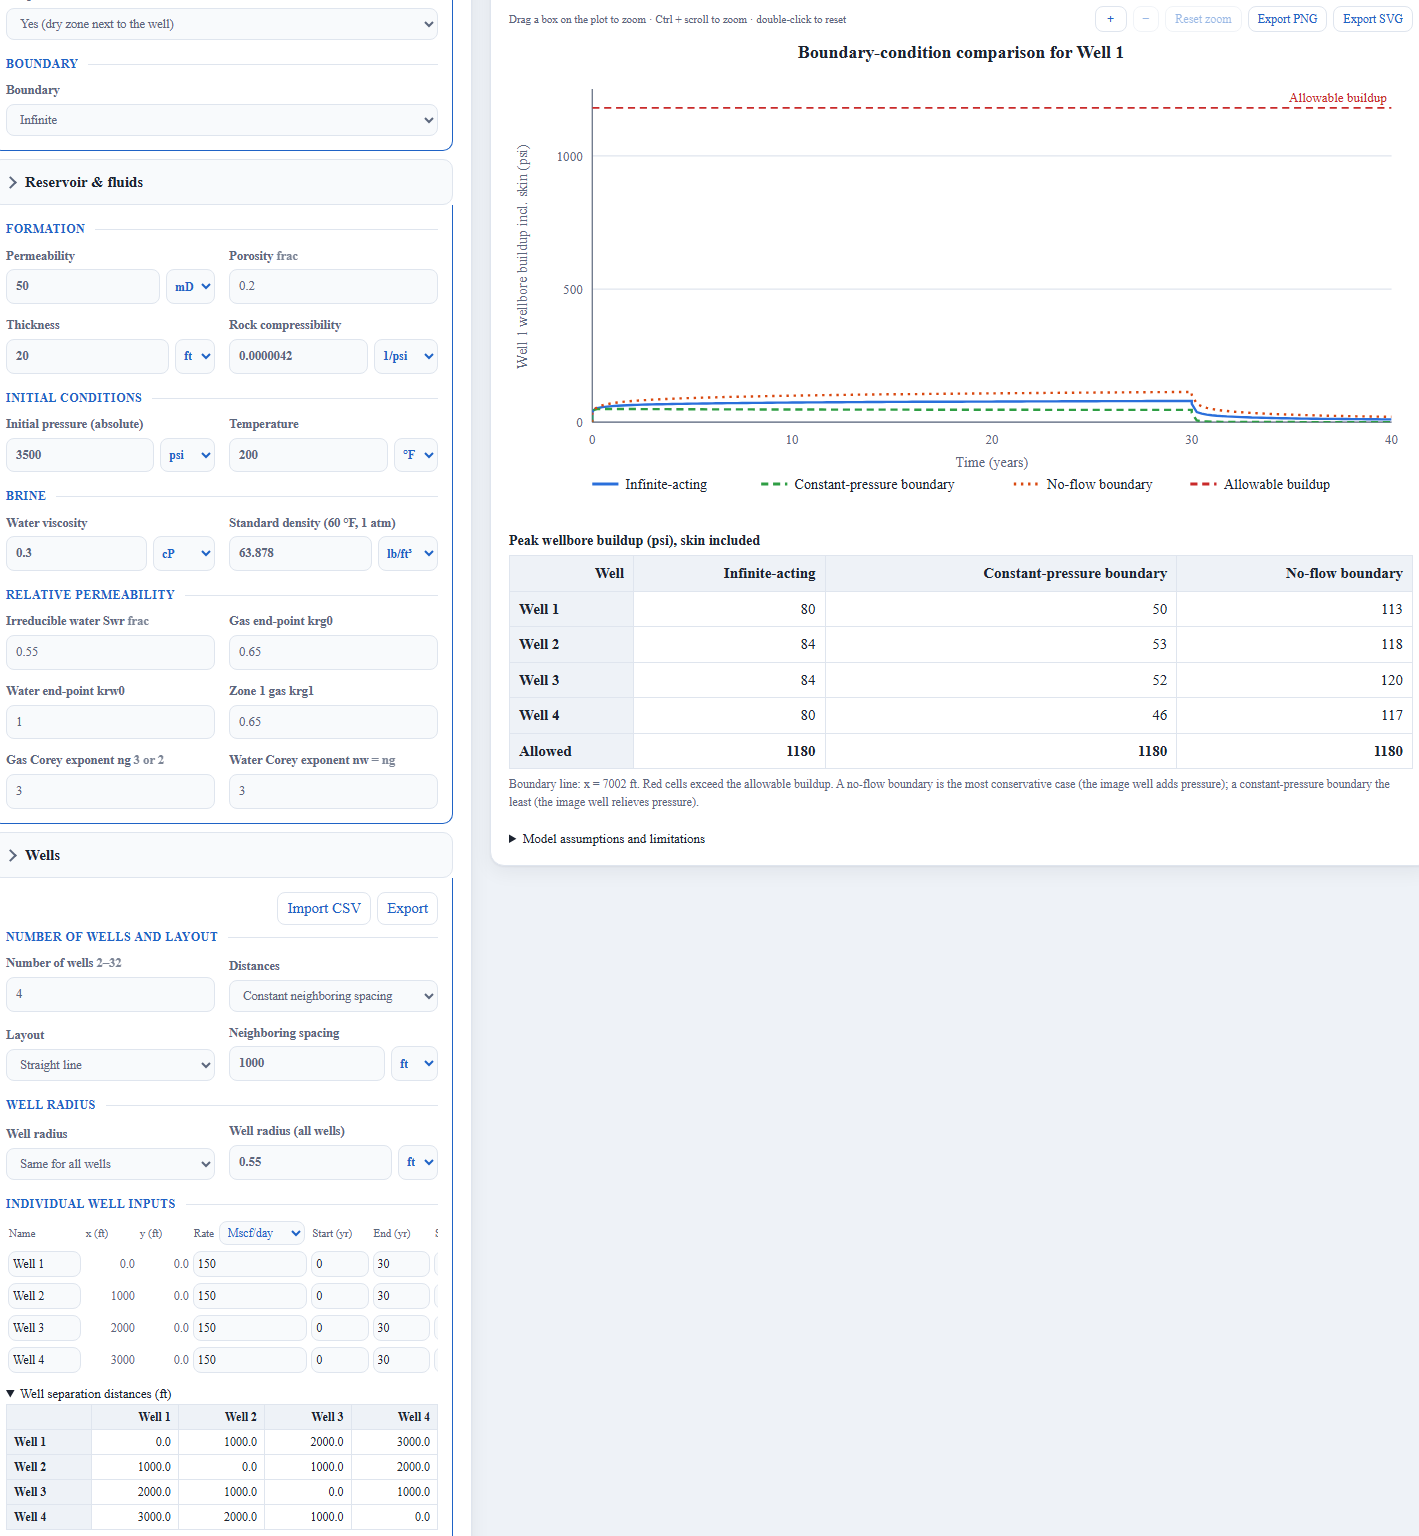 Yes (dry zone next to the well)
BOUNDARY
Boundary
Infinite
Reservoir & fluids
FORMATION
Permeability
Porosity frac
50
mD
0.2
Thickness
Rock compressibility
20
ft
0.0000042
1/psi
INITIAL CONDITIONS
Initial pressure (absolute)
Temperature
3500
psi
200
°F
BRINE
Water viscosity
Standard density (60 °F, 1 atm)
0.3
cP
63.878
lb/ft³
RELATIVE PERMEABILITY
Irreducible water Swr frac
Gas end-point krg0
0.55
0.65
Water end-point krw0
Zone 1 gas krg1
1
0.65
Gas Corey exponent ng 3 or 2
Water Corey exponent nw = ng
3
3
Wells
Import CSV
Export
NUMBER OF WELLS AND LAYOUT
Number of wells 2–32
Distances
4
Constant neighboring spacing
Layout
Neighboring spacing
Straight line
1000
ft
WELL RADIUS
Well radius
Well radius (all wells)
Same for all wells
0.55
ft
INDIVIDUAL WELL INPUTS
Name x (ft) y (ft) Rate Mscf/day Start (yr) End (yr)
Well 1 0.0 0.0 150 0 30
Well 2 1000 0.0 150 0 30
Well 3 2000 0.0 150 0 30
Well 4 3000 0.0 150 0 30
Well separation distances (ft)
Well 1 Well 2 Well 3 Well 4
Well 1 0.0 1000.0 2000.0 3000.0
Well 2 1000.0 0.0 1000.0 2000.0
Well 3 2000.0 1000.0 0.0 1000.0
Well 4 3000.0 2000.0 1000.0 0.0
Drag a box on the plot to zoom · Ctrl + scroll to zoom · double-click to reset
+
−
Reset zoom
Export PNG
Export SVG
Boundary-condition comparison for Well 1
Allowable buildup
Well 1 wellbore buildup incl. skin (psi)
1000
500
0
0 10 20 30 40
Time (years)
Infinite-acting
Constant-pressure boundary
No-flow boundary
Allowable buildup
Peak wellbore buildup (psi), skin included
Well Infinite-acting Constant-pressure boundary No-flow boundary
Well 1 80 50 113
Well 2 84 53 118
Well 3 84 52 120
Well 4 80 46 117
Allowed 1180 1180 1180
Boundary line: x = 7002 ft. Red cells exceed the allowable buildup. A no-flow boundary is the most conservative case (the image well adds pressure); a constant-pressure boundary the
least (the image well relieves pressure).
Model assumptions and limitations